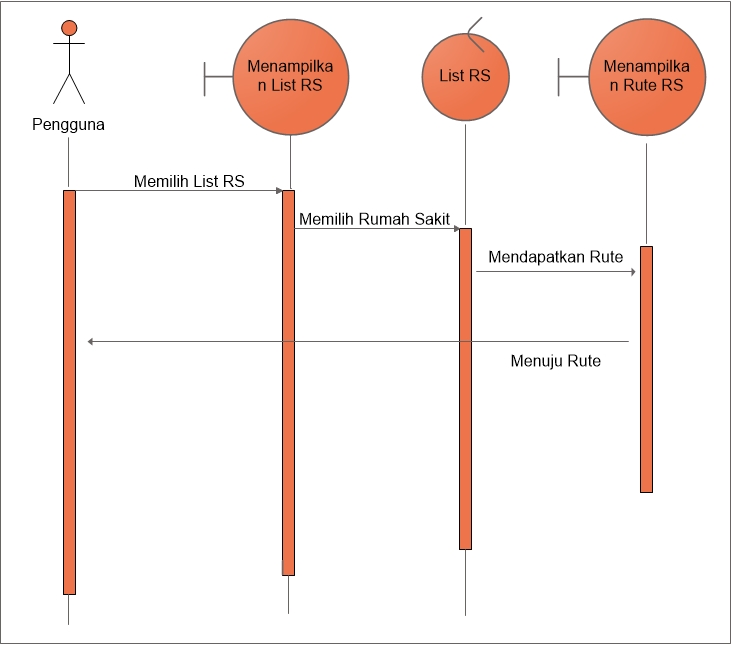 Menampilka
n List RS
List RS
Menampilka
n Rute RS
Pengguna
Memilih List RS
Memilih Rumah Sakit
Mendapatkan Rute
Menuju Rute